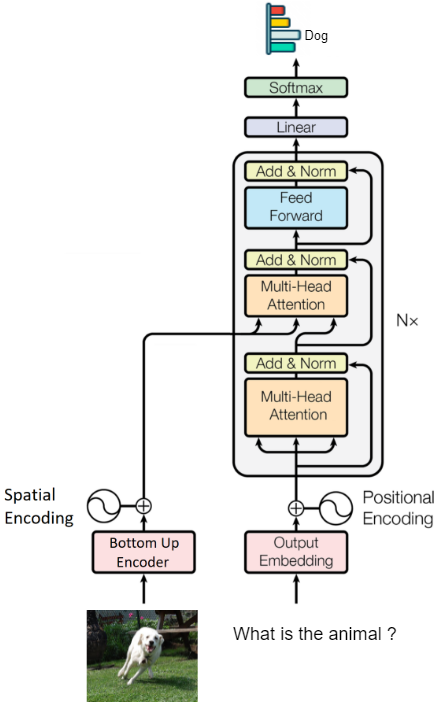 Dog
Softmax
Linear
Add & Norm
Feed
Forward
Add & Norm
Multi-Head
Attention
N×
Add & Norm
Multi-Head
Attention
Spatial
Encoding
Positional
Encoding
Bottom Up
Encoder
Output
Embedding
What is the animal ?